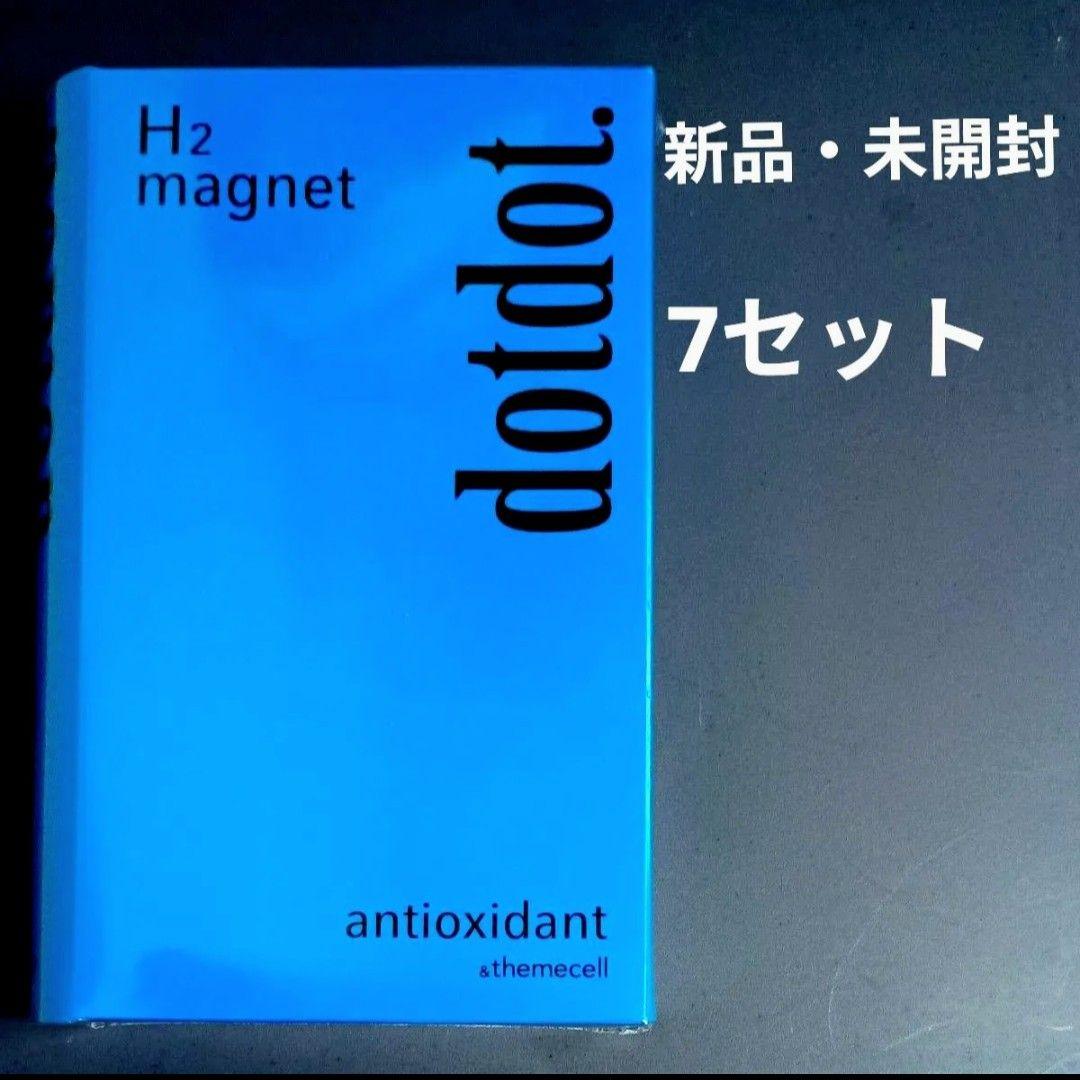 H2
magnet
dotdot.
新品・未開封
7セット
antioxidant
&themecell